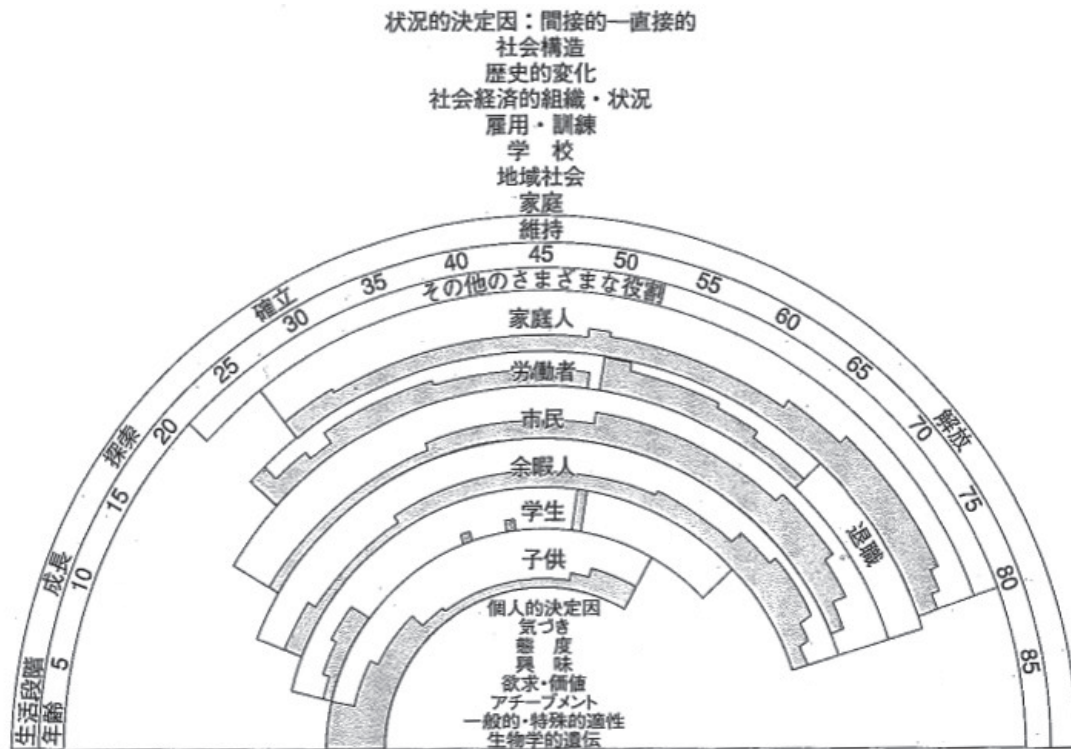 状況的決定因：間接的―直接的
社会構造
歴史的変化
社会経済的組織・状況
雇用・訓練
学　校
地域社会
家庭
維持
確立
解放
探索
成長
生活段階
年齢
5
10
15
20
25
30
35
40
45
50
55
60
65
70
75
80
85
その他のさまざまな役割
家庭人
労働者
市民
余暇人
学生
子供
退職
個人的決定因
気づき
態　度
興　味
欲求・価値
アチーブメント
一般的・特殊的適性
生物学的遺伝